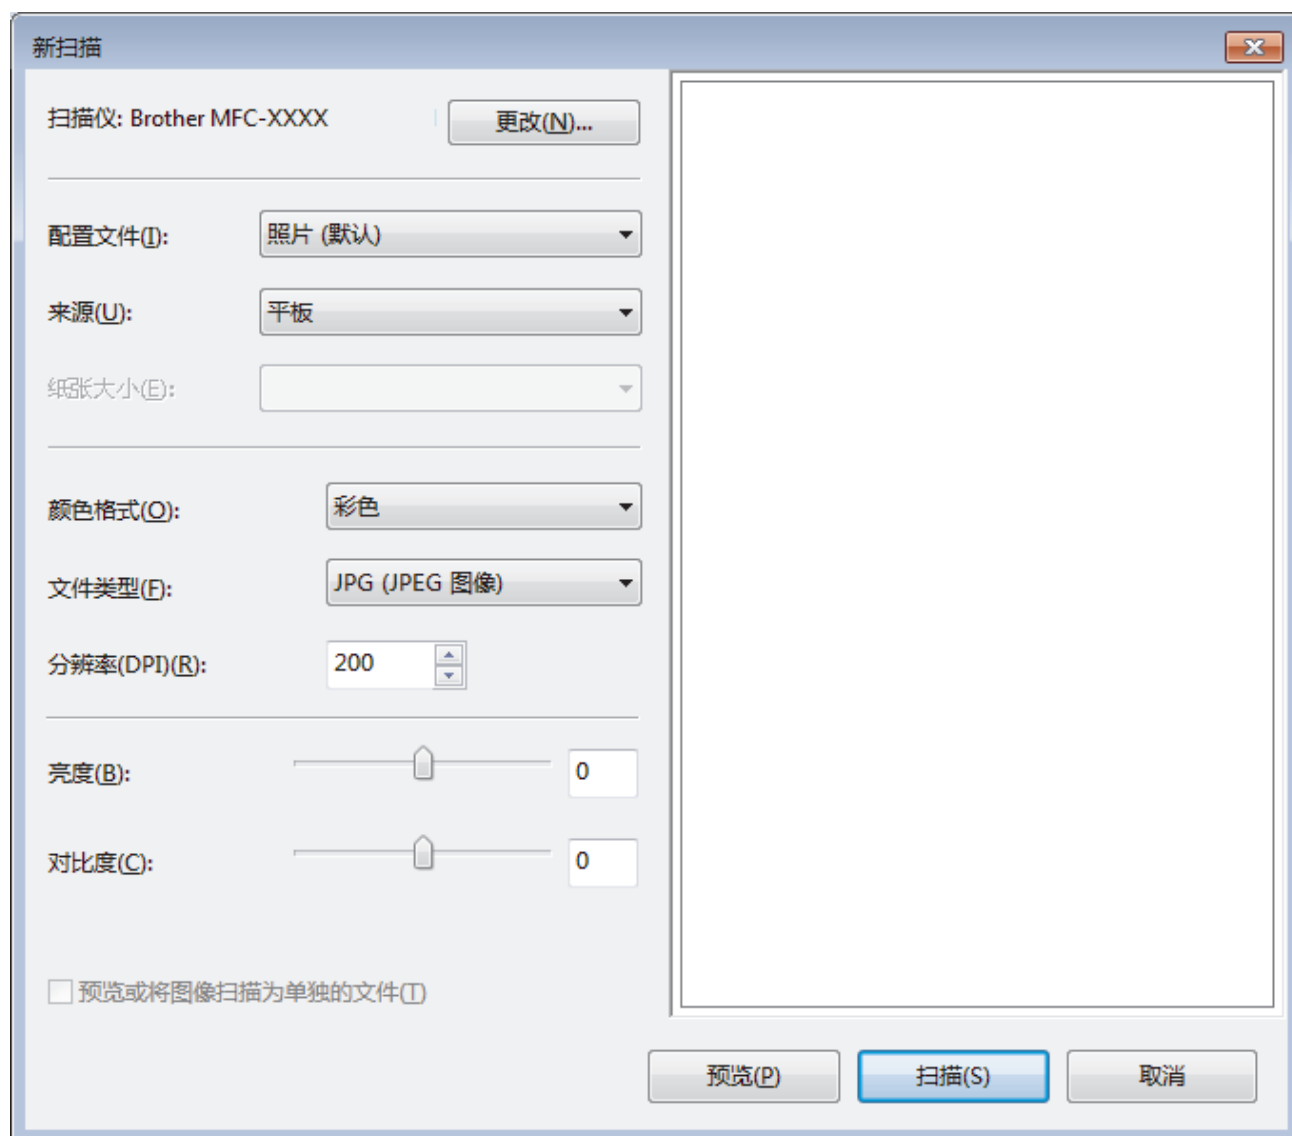 新扫描
扫描仪: Brother MFC-XXXX 更改(N)...
配置文件(I): 照片 (默认)
来源(U): 平板
纸张大小(E):
颜色格式(O): 彩色
文件类型(F): JPG (JPEG 图像)
分辨率(DPI)(R): 200
亮度(B): 0
对比度(C): 0
预览或将图像扫描为单独的文件(T)
预览(P) 扫描(S) 取消